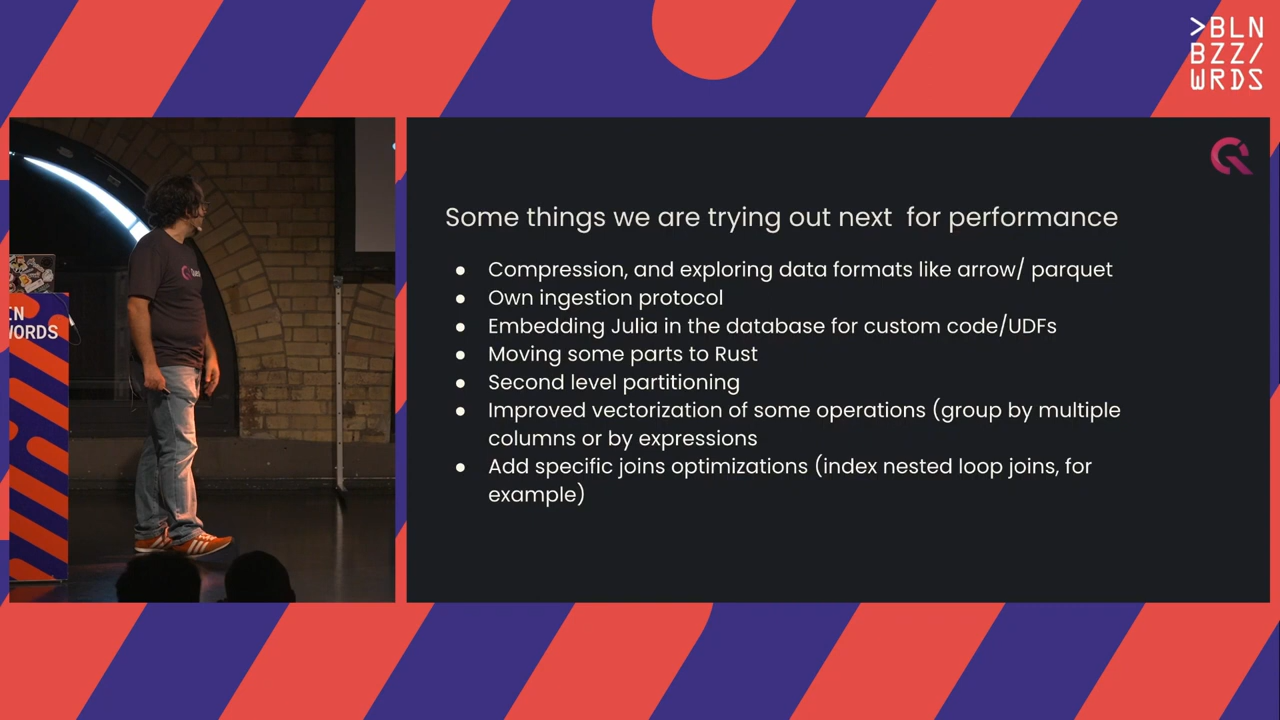 >BLN
BZZ/
WRDS
Some things we are trying out next  for performance
● Compression, and exploring data formats like arrow/ parquet
● Own ingestion protocol
● Embedding Julia in the database for custom code/UDFs
● Moving some parts to Rust
● Second level partitioning
● Improved vectorization of some operations (group by multiple
columns or by expressions
● Add specific joins optimizations (index nested loop joins, for
example)
WORDS